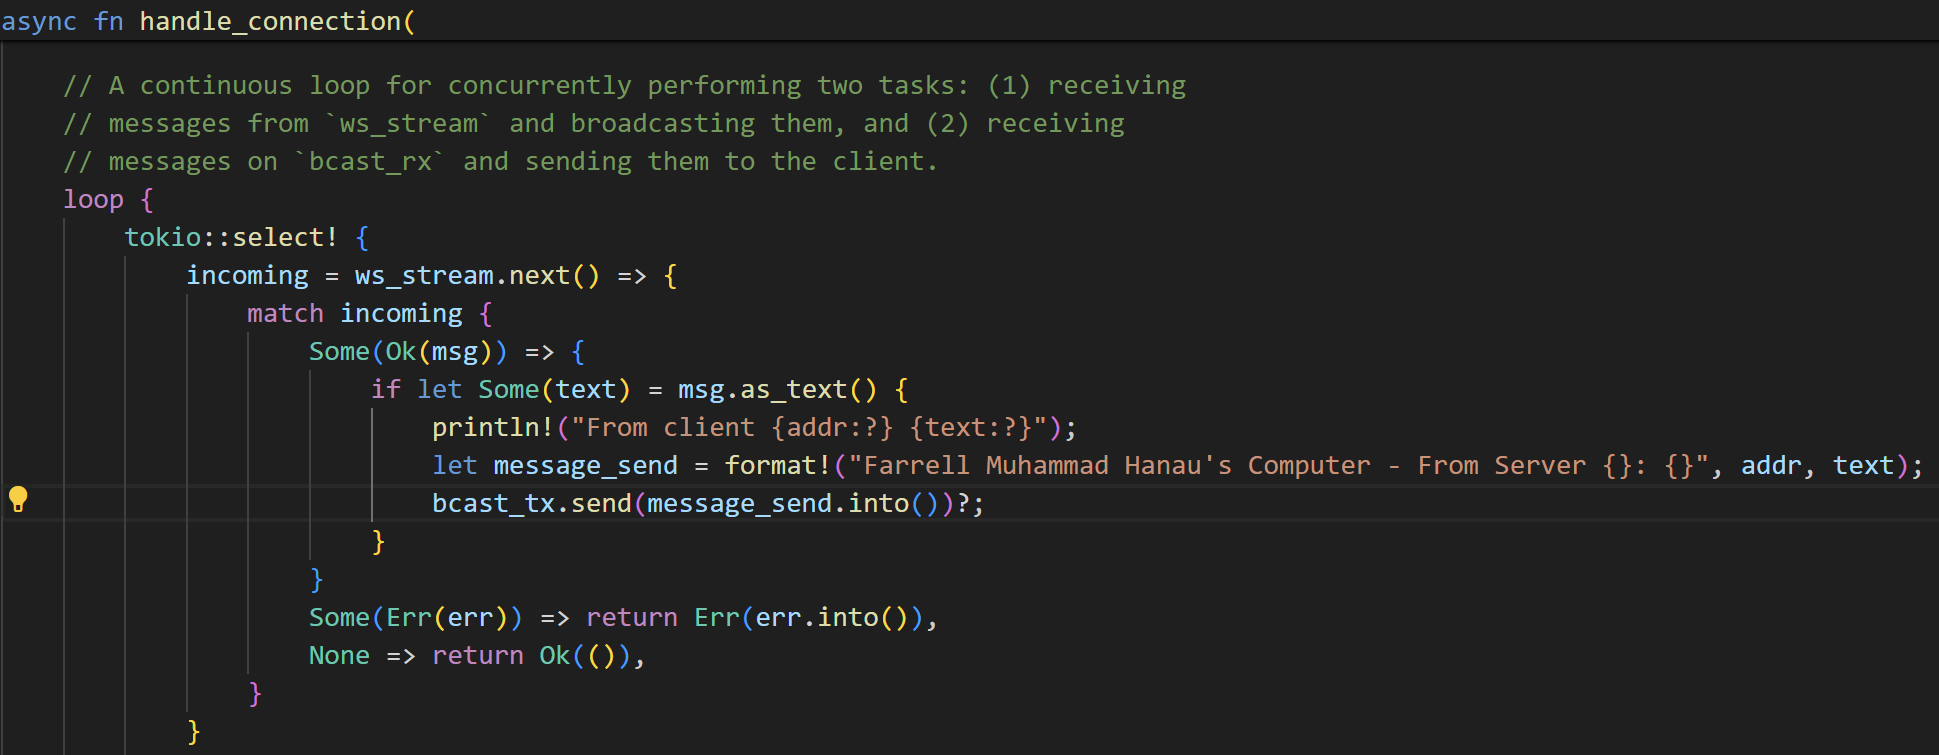 async fn handle_connection(
// A continuous loop for concurrently performing two tasks: (1) receiving
// messages from `ws_stream` and broadcasting them, and (2) receiving
// messages on `bcast_rx` and sending them to the client.
loop {
tokio::select! {
incoming = ws_stream.next() => {
match incoming {
Some(Ok(msg)) => {
if let Some(text) = msg.as_text() {
println!("From client {addr:?} {text:?}");
let message_send = format!("Farrell Muhammad Hanau's Computer - From Server {}: {}", addr, text);
bcast_tx.send(message_send.into())?;
}
}
Some(Err(err)) => return Err(err.into()),
None => return Ok(()),
}
}